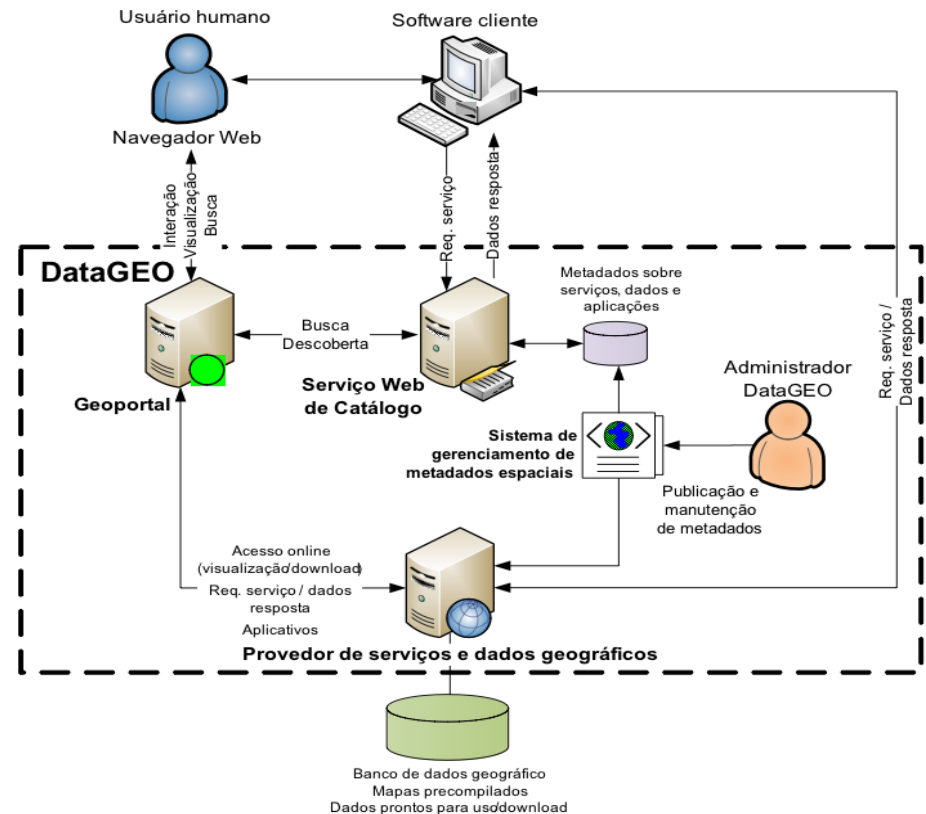 Usuário humano
Software cliente
Navegador Web
Interação
Visualização
Busca
Req. serviço
Dados resposta
DataGEO
Metadados sobre
serviços, dados e
aplicações
Req. serviço /
Dados resposta
Busca
Descoberta
Administrador
DataGEO
Geoportal
Serviço Web
de Catálogo
Sistema de
gerenciamento de
metadados espaciais
Publicação e
manutenção
de metadados
Acesso online
(visualização/download)
Req. serviço / dados
resposta
Aplicativos
Provedor de serviços e dados geográficos
Banco de dados geográfico
Mapas precompilados
Dados prontos para uso/download